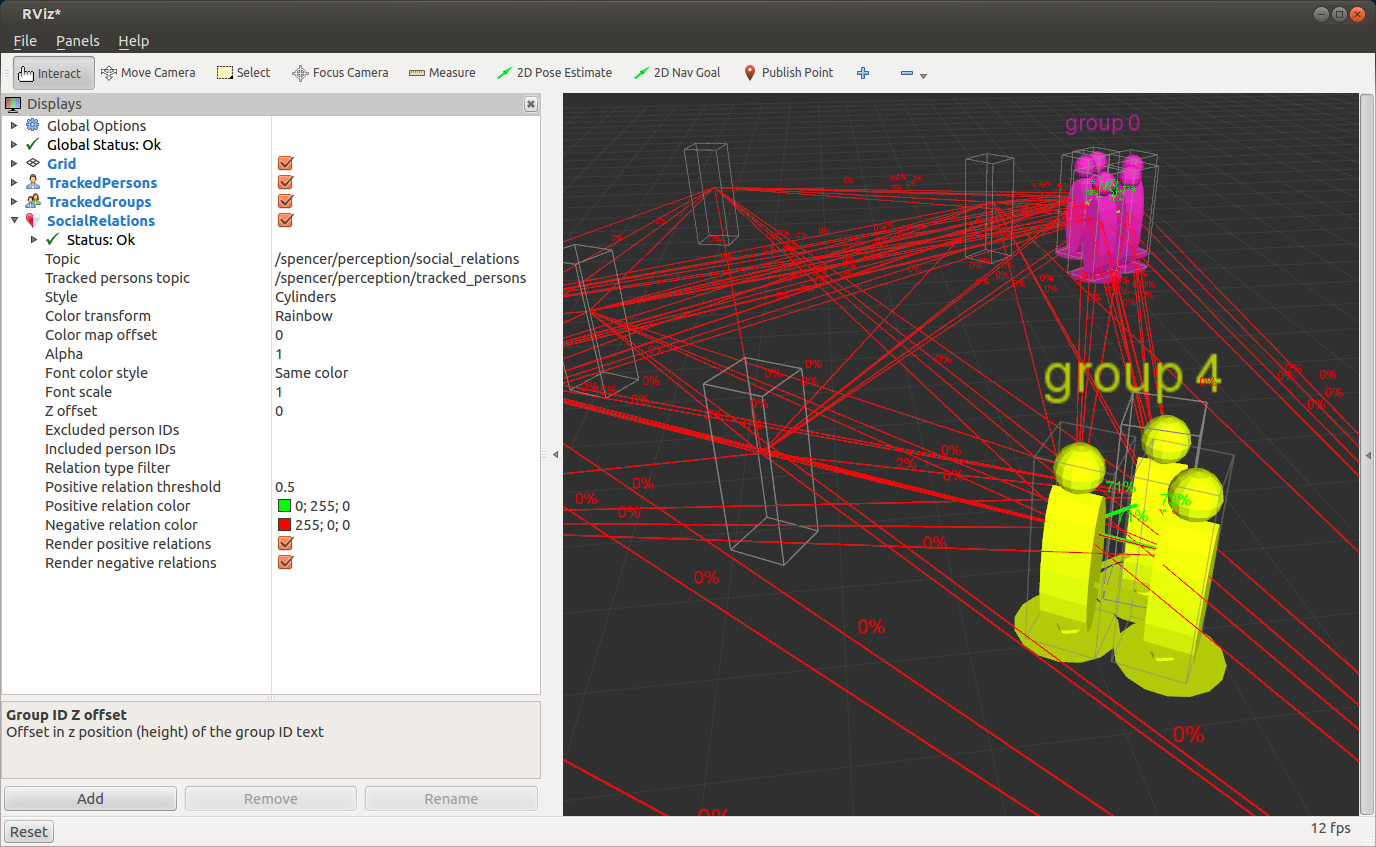 RViz*
File Panels Help
Interact Move Camera Select Focus Camera Measure 2D Pose Estimate 2D Nav Goal Publish Point
Displays
Global Options
Global Status: Ok
Grid
TrackedPersons
TrackedGroups
SocialRelations
Status: Ok
Topic /spencer/perception/social_relations
Tracked persons topic /spencer/perception/tracked_persons
Style Cylinders
Color transform Rainbow
Color map offset 0
Alpha 1
Font color style Same color
Font scale 1
Z offset 0
Excluded person IDs
Included person IDs
Relation type filter
Positive relation threshold 0.5
Positive relation color 0; 255; 0
Negative relation color 255; 0; 0
Render positive relations
Render negative relations
Group ID Z offset
Offset in z position (height) of the group ID text
Add Remove Rename
Reset
12 fps
group 0
group 4
0%
0%
0%
0%
2%
0%
0%
0%
71%
73%
0%
0%
0%
0%